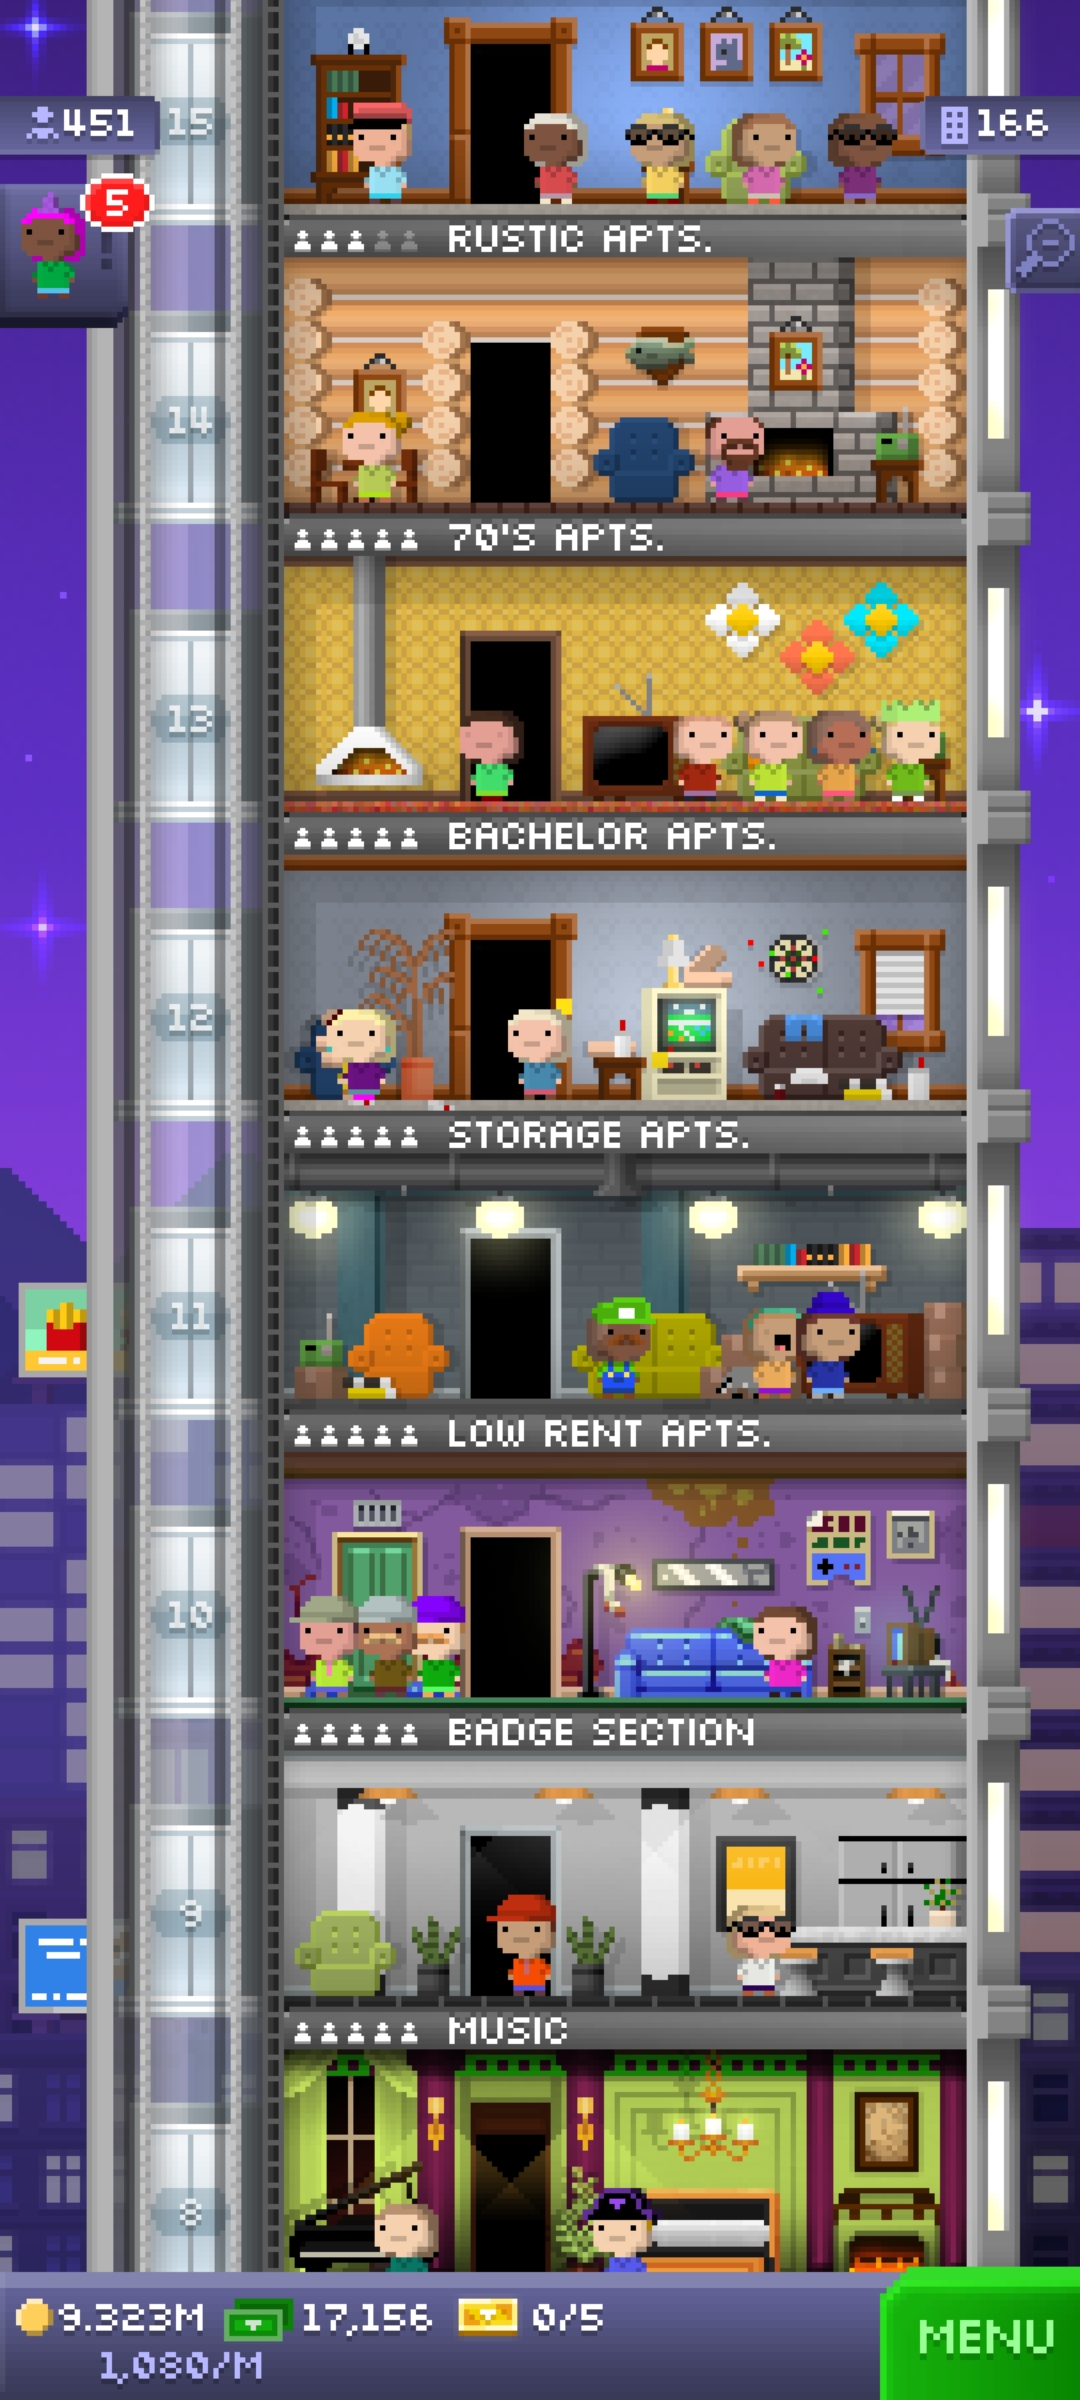 451
15
166
5
RUSTIC APTS.
14
70'S APTS.
13
BACHELOR APTS.
12
STORAGE APTS.
11
LOW RENT APTS.
10
BADGE SECTION
9
MUSIC
8
9.323M 17,156 0/5
1,080/M
MENU